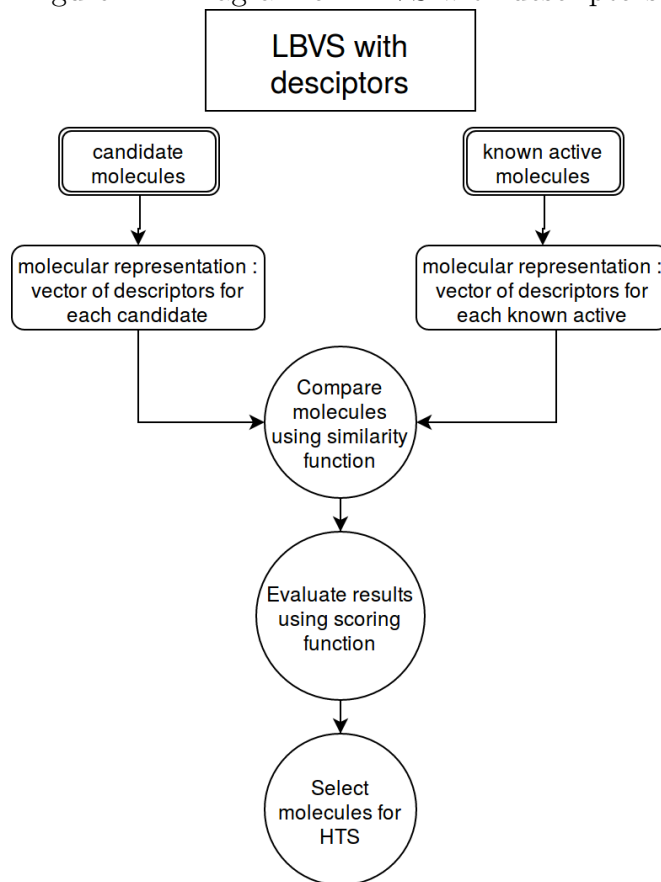 LBVS with
desciptors
candidate
molecules
known active
molecules
molecular representation :
vector of descriptors for
each candidate
molecular representation :
vector of descriptors for
each known active
Compare
molecules
using similarity
function
Evaluate results
using scoring
function
Select
molecules for
HTS